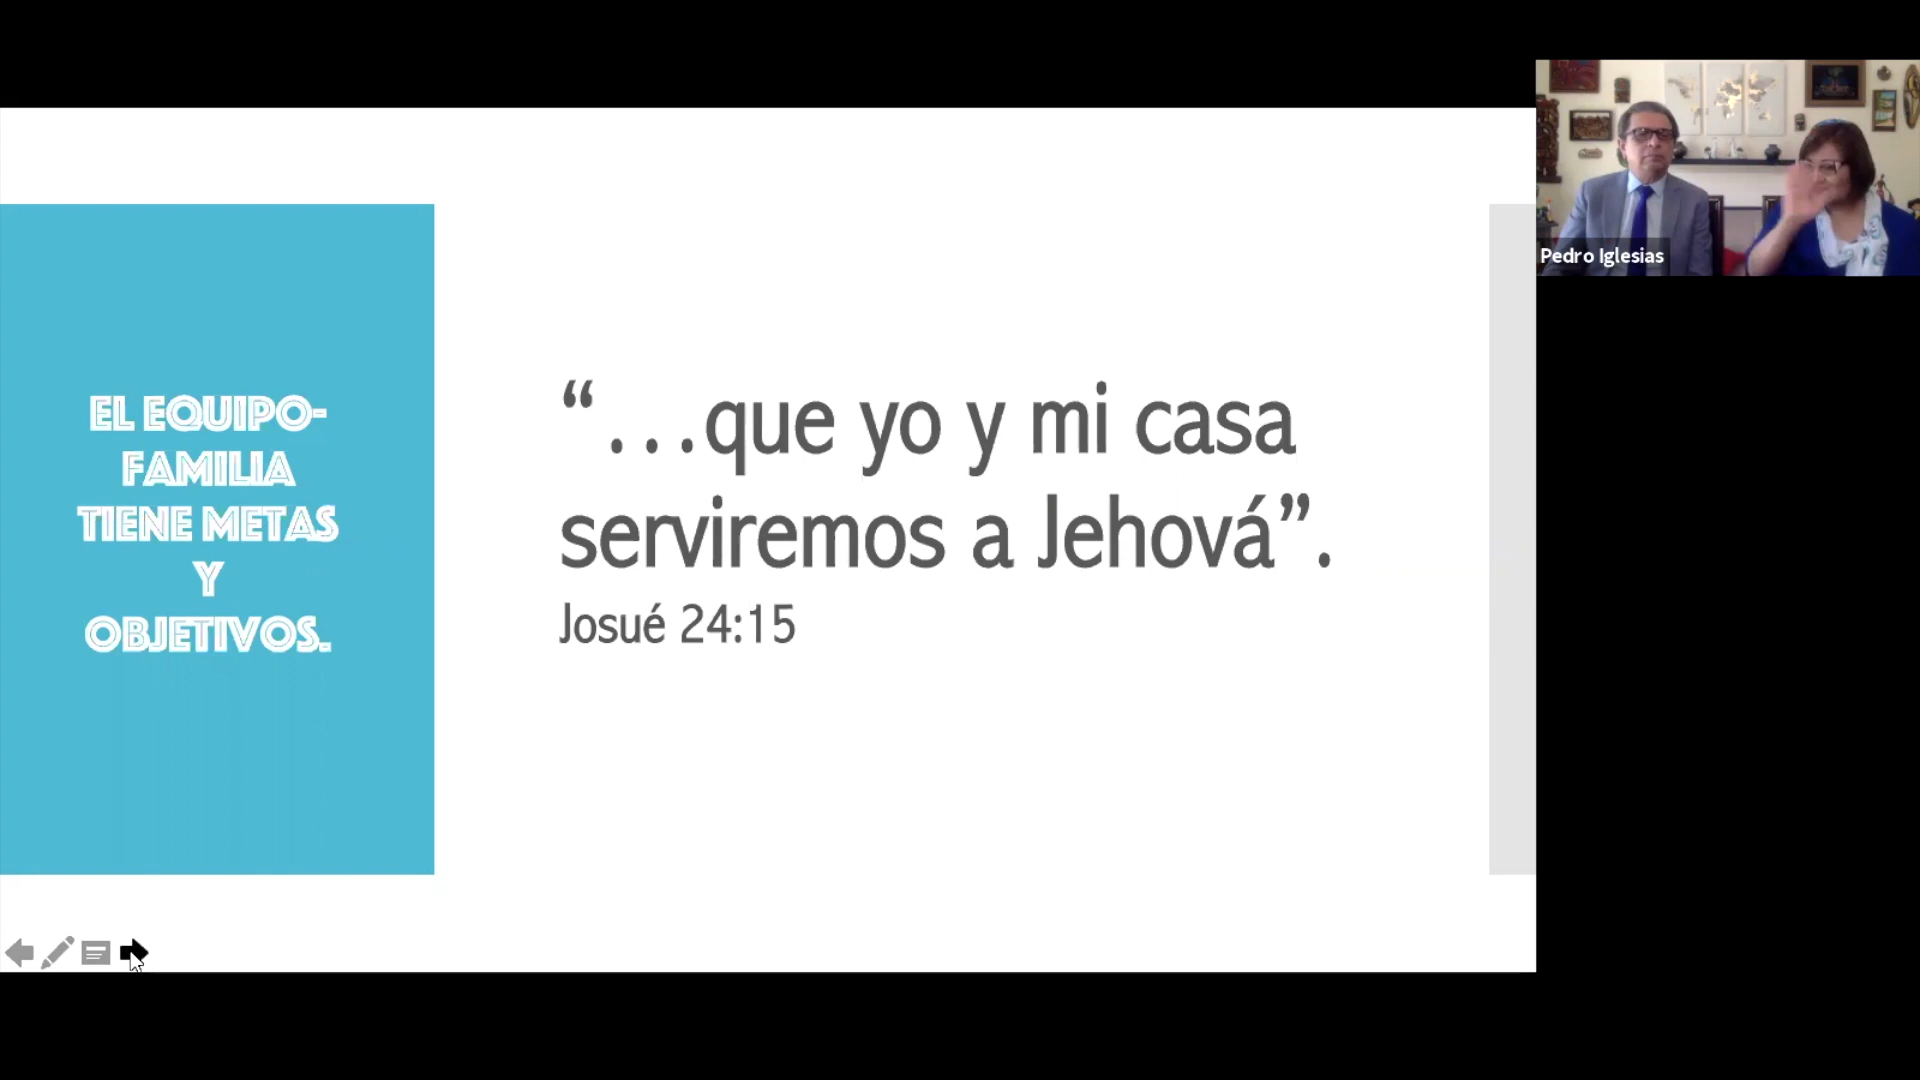 EL EQUIPO-
FAMILIA
TIENE METAS
Y
OBJETIVOS.
“...que yo y mi casa
serviremos a Jehová”.
Josué 24:15
Pedro Iglesias